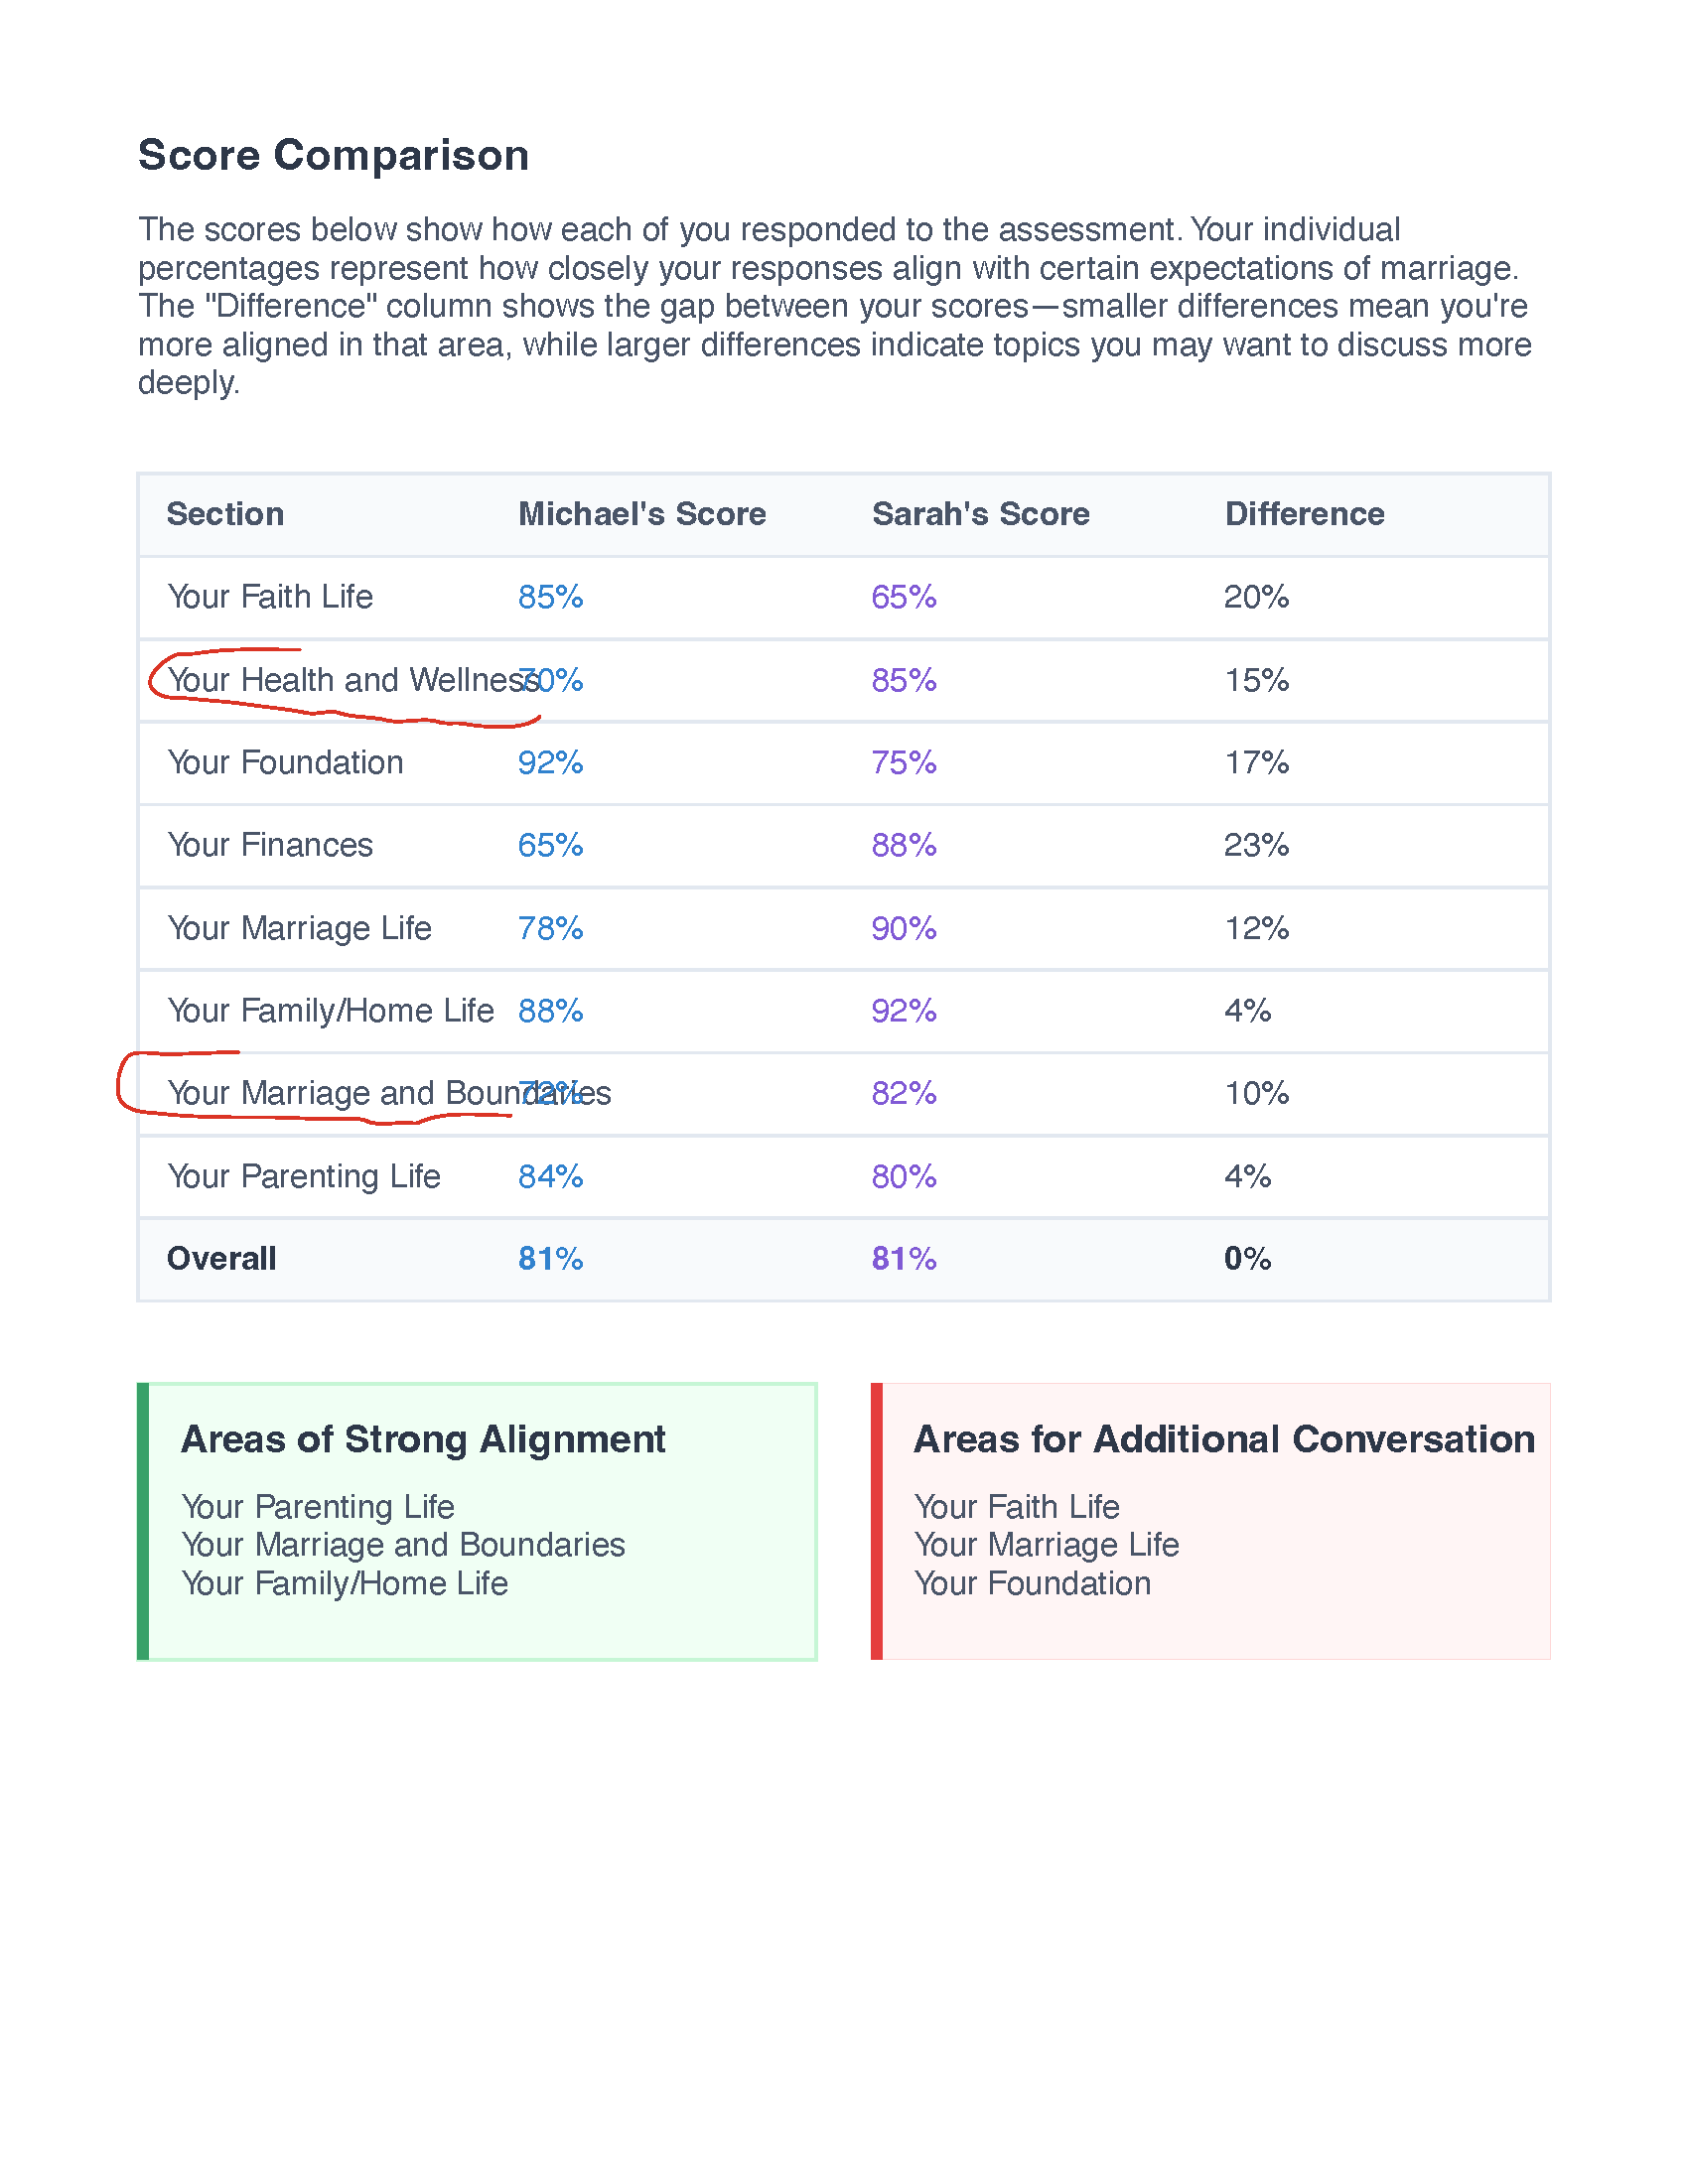 Score Comparison
The scores below show how each of you responded to the assessment. Your individual
percentages represent how closely your responses align with certain expectations of marriage.
The "Difference" column shows the gap between your scores—smaller differences mean you're
more aligned in that area, while larger differences indicate topics you may want to discuss more
deeply.
Section Michael's Score Sarah's Score Difference
Your Faith Life 85% 65% 20%
Your Health and Wellness 70% 85% 15%
Your Foundation 92% 75% 17%
Your Finances 65% 88% 23%
Your Marriage Life 78% 90% 12%
Your Family/Home Life 88% 92% 4%
Your Marriage and Boundaries 72% 82% 10%
Your Parenting Life 84% 80% 4%
Overall 81% 81% 0%
Areas of Strong Alignment
Your Parenting Life
Your Marriage and Boundaries
Your Family/Home Life
Areas for Additional Conversation
Your Faith Life
Your Marriage Life
Your Foundation